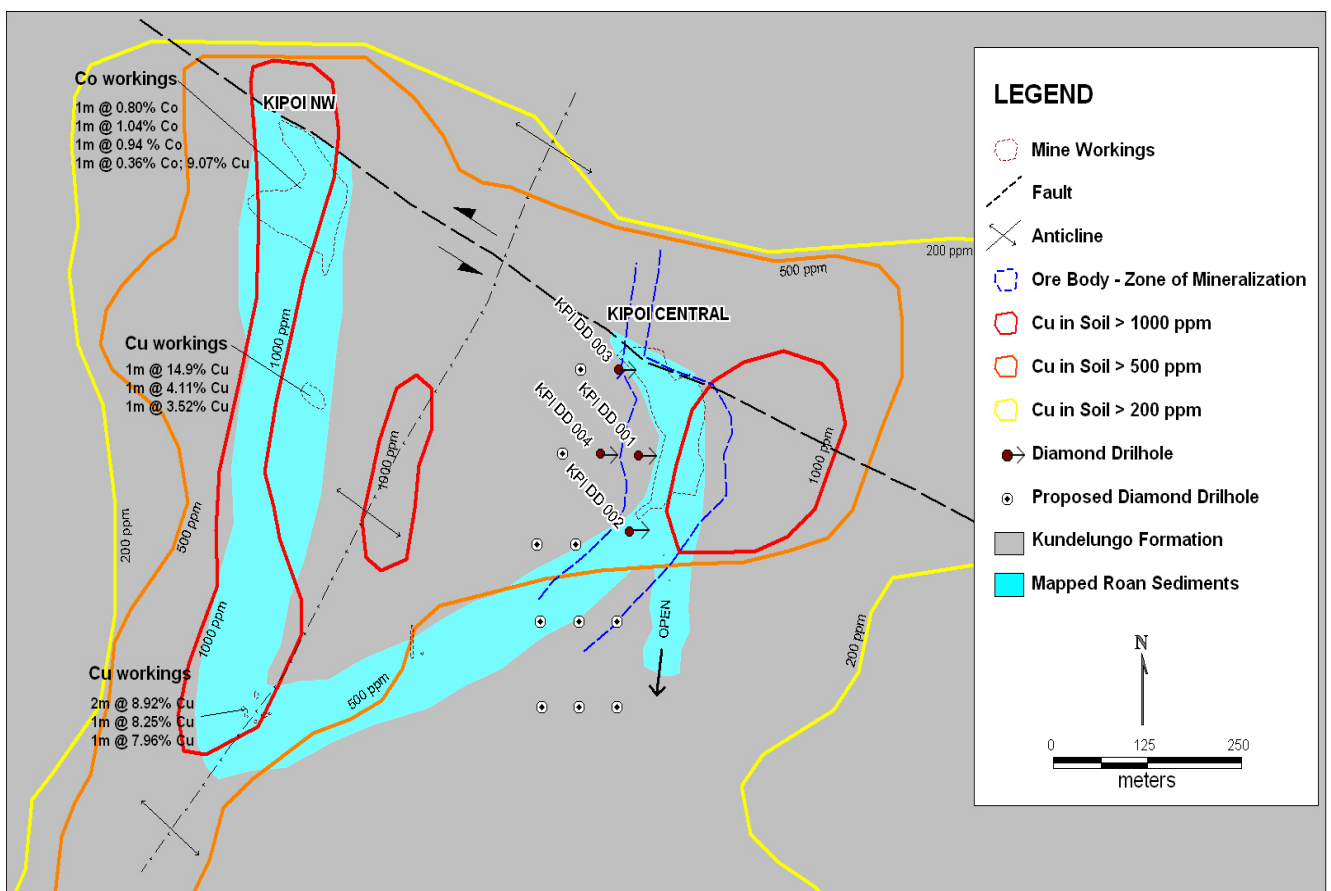 Co workings
1m @ 0.80% Co
1m @ 1.04% Co
1m @ 0.94 % Co
1m @ 0.36% Co; 9.07% Cu
KIPOI NW
Cu workings
1m @ 14.9% Cu
1m @ 4.11% Cu
1m @ 3.52% Cu
Cu workings
2m @ 8.92% Cu
1m @ 8.25% Cu
1m @ 7.96% Cu
200 ppm
500 ppm
1000 ppm
1000 ppm
1000 ppm
500 ppm
KIPOI CENTRAL
KPI DD 003
KPI DD 001
KPI DD 004
KPI DD 002
OPEN
500 ppm
200 ppm
1000 ppm
200 ppm
LEGEND
Mine Workings
Fault
Anticline
Ore Body - Zone of Mineralization
Cu in Soil > 1000 ppm
Cu in Soil > 500 ppm
Cu in Soil > 200 ppm
Diamond Drilhole
Proposed Diamond Drilhole
Kundelungo Formation
Mapped Roan Sediments
N
0 125 250
meters